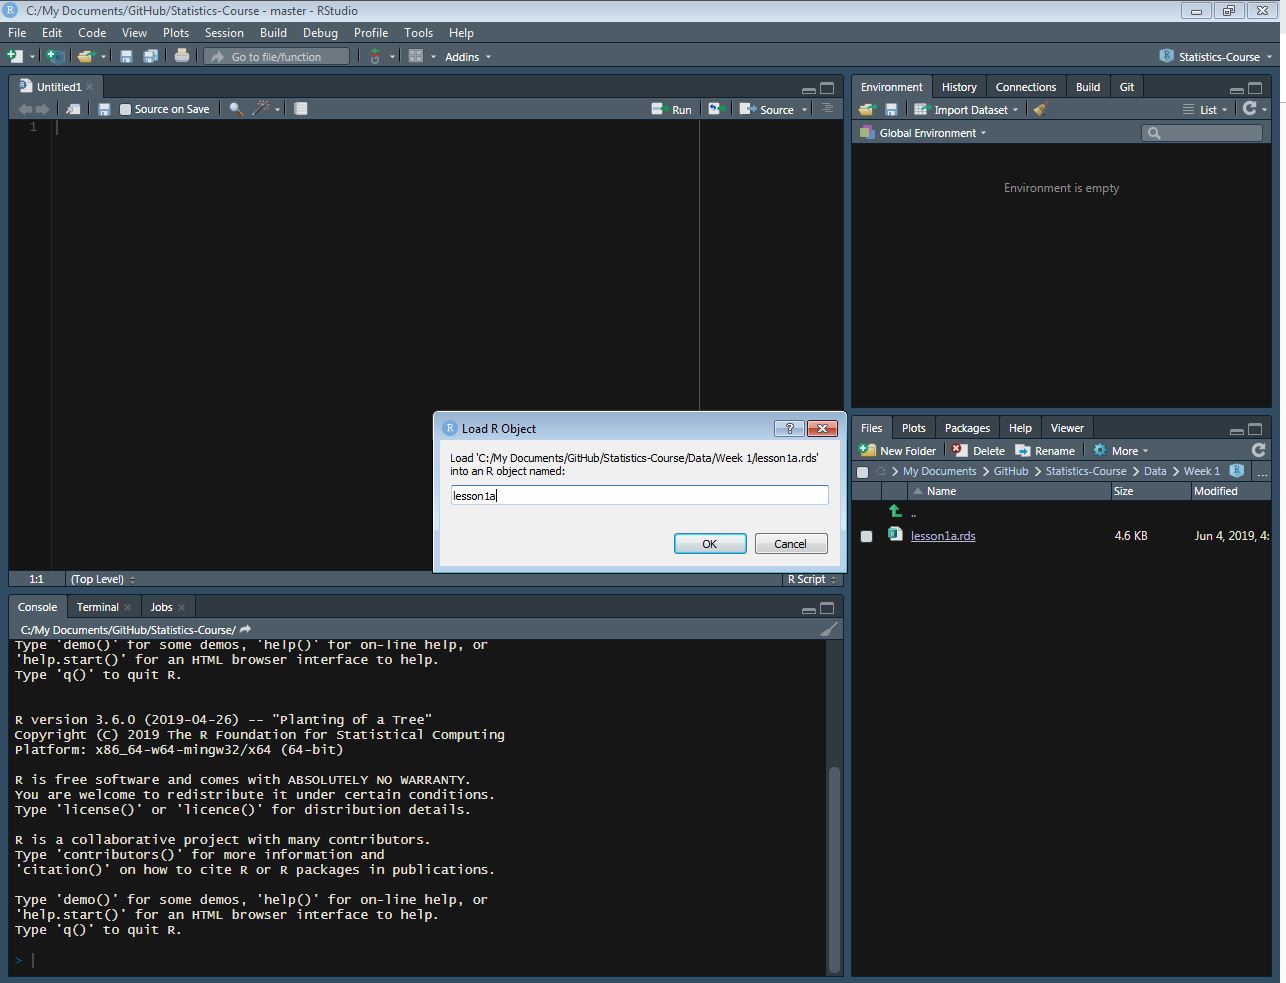 C:/My Documents/GitHub/Statistics-Course - master - RStudio
File Edit Code View Plots Session Build Debug Profile Tools Help
Go to file/function Addins Statistics-Course
Untitled1
Source on Save Run Source
1
1:1 (Top Level) R Script
Environment History Connections Build Git
Import Dataset List
Global Environment
Environment is empty
Load R Object
Load 'C:/My Documents/GitHub/Statistics-Course/Data/Week 1/lesson1a.rds'
into an R object named:
lesson1a
OK Cancel
Files Plots Packages Help Viewer
New Folder Delete Rename More
C: > My Documents > GitHub > Statistics-Course > Data > Week 1 ...
Name Size Modified
..
lesson1a.rds 4.6 KB Jun 4, 2019, 4:
Console Terminal Jobs
C:/My Documents/GitHub/Statistics-Course/
Type 'demo()' for some demos, 'help()' for on-line help, or
'help.start()' for an HTML browser interface to help.
Type 'q()' to quit R.
R version 3.6.0 (2019-04-26) -- "Planting of a Tree"
Copyright (C) 2019 The R Foundation for Statistical Computing
Platform: x86_64-w64-mingw32/x64 (64-bit)
R is free software and comes with ABSOLUTELY NO WARRANTY.
You are welcome to redistribute it under certain conditions.
Type 'license()' or 'licence()' for distribution details.
R is a collaborative project with many contributors.
Type 'contributors()' for more information and
'citation()' on how to cite R or R packages in publications.
Type 'demo()' for some demos, 'help()' for on-line help, or
'help.start()' for an HTML browser interface to help.
Type 'q()' to quit R.
>